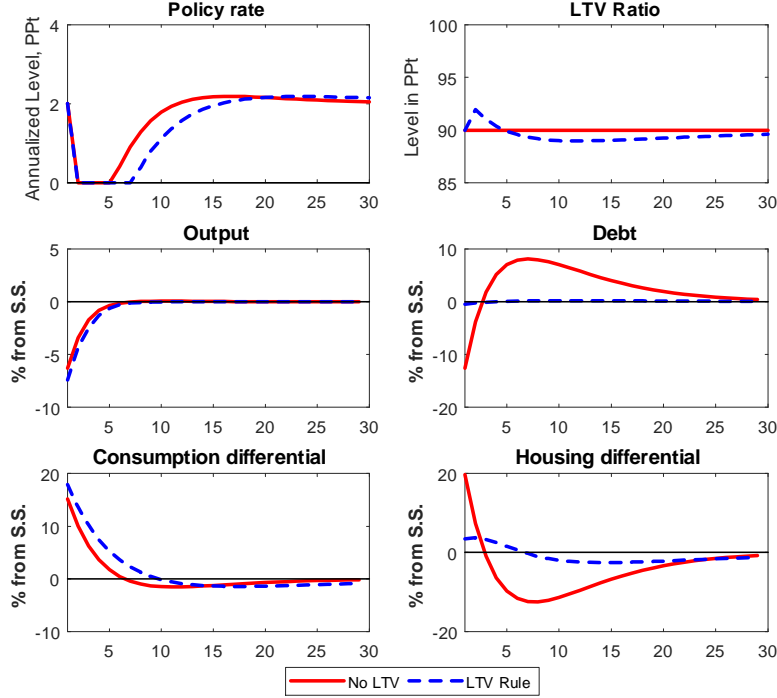 Policy rate
LTV Ratio
Annualized Level, PPt
4
2
0
5 10 15 20 25 30
Level in PPt
100
95
90
85
5 10 15 20 25 30
Output
Debt
% from S.S.
5
0
-5
-10
5 10 15 20 25 30
% from S.S.
10
0
-10
-20
5 10 15 20 25 30
Consumption differential
Housing differential
% from S.S.
20
10
0
-10
5 10 15 20 25 30
% from S.S.
20
0
-20
5 10 15 20 25 30
No LTV LTV Rule